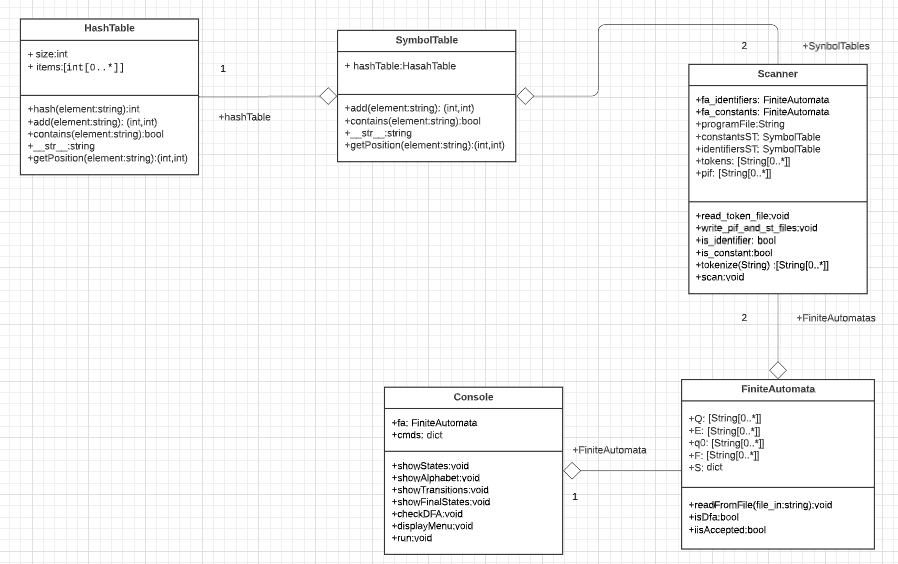 HashTable
+ size:int
+ items:[int[0..*]]
+hash(element:string):int
+add(element:string): (int,int)
+contains(element:string):bool
+__str__:string
+getPosition(element:string):(int,int)
1
+hashTable
SymbolTable
+ hashTable:HasahTable
+add(element:string): (int,int)
+contains(element:string):bool
+__str__:string
+getPosition(element:string):(int,int)
2
+SynbolTables
Scanner
+fa_identifiers: FiniteAutomata
+fa_constants: FiniteAutomata
+programFile:String
+constantsST: SymbolTable
+identifiersST: SymbolTable
+tokens: [String[0..*]]
+pif: [String[0..*]]
+read_token_file:void
+write_pif_and_st_files:void
+is_identifier: bool
+is_constant:bool
+tokenize(String) :[String[0..*]]
+scan:void
2
+FiniteAutomatas
FiniteAutomata
+Q: [String[0..*]]
+E: [String[0..*]]
+q0: [String[0..*]]
+F: [String[0..*]]
+S: dict
+readFromFile(file_in:string):void
+isDfa:bool
+iisAccepted:bool
Console
+fa: FiniteAutomata
+cmds: dict
+showStates:void
+showAlphabet:void
+showTransitions:void
+showFinalStates:void
+checkDFA:void
+displayMenu:void
+run:void
+FiniteAutomata
1